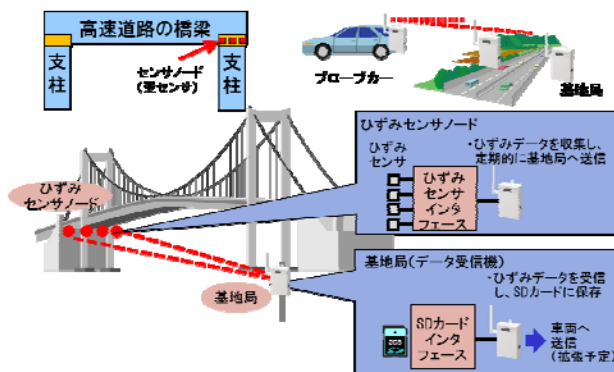 高速道路の橋梁
支柱
支柱
センサノード
(歪センサ)
プローブカー
基地局
ひずみ
センサノード
基地局
ひずみセンサノード
ひずみ
センサ
ひずみ
センサ
インタ
フェース
・ひずみデータを収集し、
定期的に基地局へ送信
基地局(データ受信機)
・ひずみデータを受信
し、SDカードに保存
SDカード
インタ
フェース
車両へ
送信
(拡張予定)